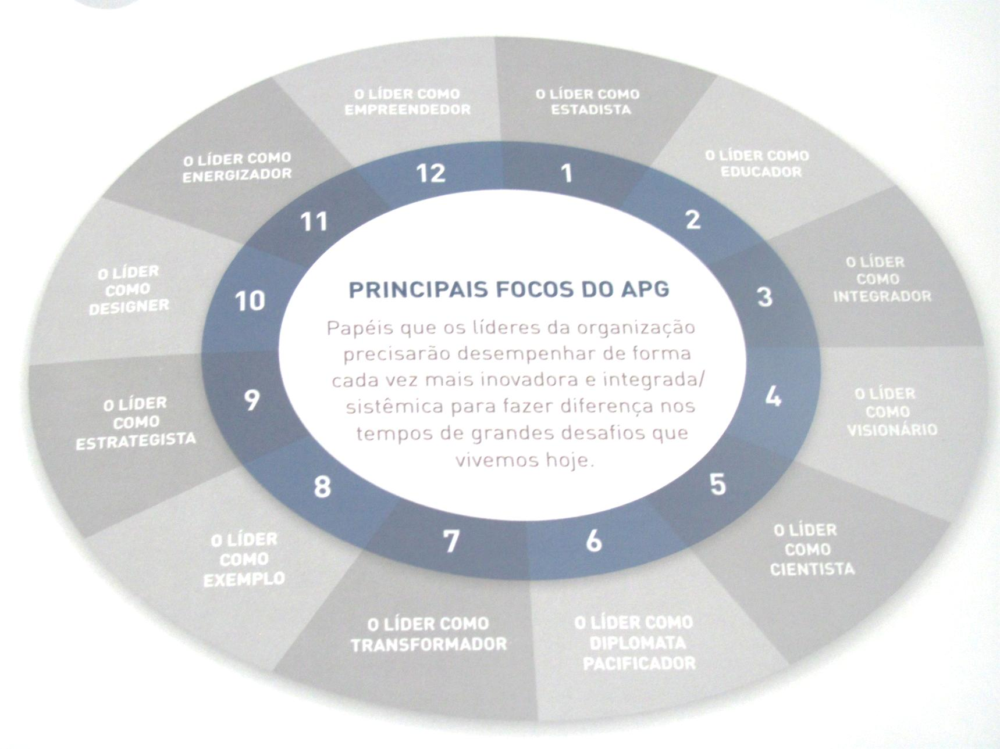 PRINCIPAIS FOCOS DO APG
Papéis que os líderes da organização
precisarão desempenhar de forma
cada vez mais inovadora e integrada/
sistêmica para fazer diferença nos
tempos de grandes desafios que
vivemos hoje.
1
O LÍDER COMO
ESTADISTA
2
O LÍDER COMO
EDUCADOR
3
O LÍDER
COMO
INTEGRADOR
4
O LÍDER
COMO
VISIONÁRIO
5
O LÍDER
COMO
CIENTISTA
6
O LÍDER COMO
DIPLOMATA
PACIFICADOR
7
O LÍDER COMO
TRANSFORMADOR
8
O LÍDER
COMO
EXEMPLO
9
O LÍDER
COMO
ESTRATEGISTA
10
O LÍDER
COMO
DESIGNER
11
O LÍDER COMO
ENERGIZADOR
12
O LÍDER COMO
EMPREENDEDOR